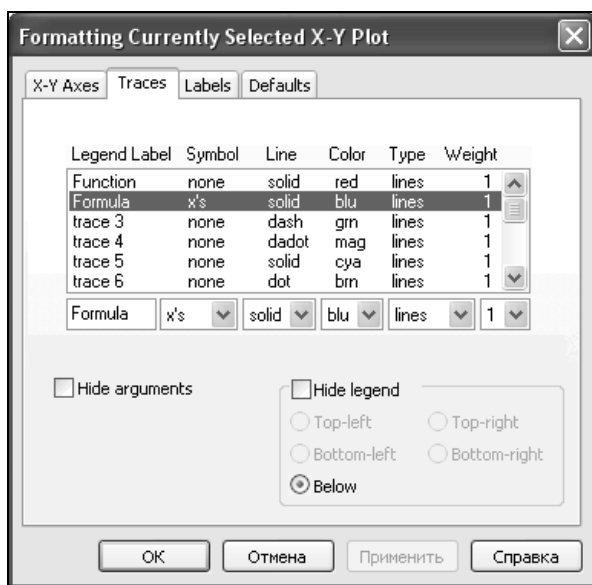 Formatting Currently Selected X-Y Plot
X-Y Axes Traces Labels Defaults
Legend Label Symbol Line Color Type Weight
Function none solid red lines 1
Formula x's solid blu lines 1
trace 3 none dash grn lines 1
trace 4 none dadot mag lines 1
trace 5 none solid cya lines 1
trace 6 none dot brn lines 1
Formula x's solid blu lines 1
Hide arguments
Hide legend
Top-left Top-right
Bottom-left Bottom-right
Below
ОК Отмена Применить Справка